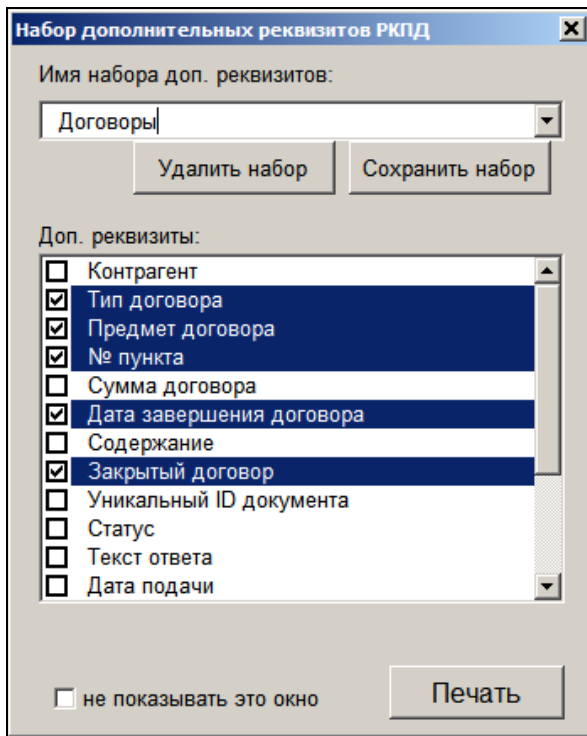 Набор дополнительных реквизитов РКПД
Имя набора доп. реквизитов:
Договоры
Удалить набор Сохранить набор
Доп. реквизиты:
Контрагент
Тип договора
Предмет договора
№ пункта
Сумма договора
Дата завершения договора
Содержание
Закрытый договор
Уникальный ID документа
Статус
Текст ответа
Дата подачи
не показывать это окно Печать